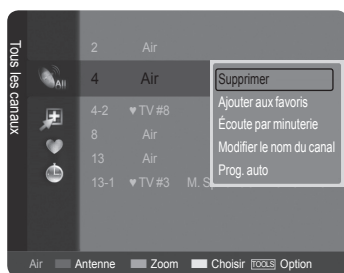 Tous les canaux
All
2 Air
4 Air
4-2 ♥ TV #8
8 Air
13 Air
13-1 ♥ TV #3 M. S
Supprimer
Ajouter aux favoris
Écoute par minuterie
Modifier le nom du canal
Prog. auto
Air Antenne Zoom Choisir TOOLS Option